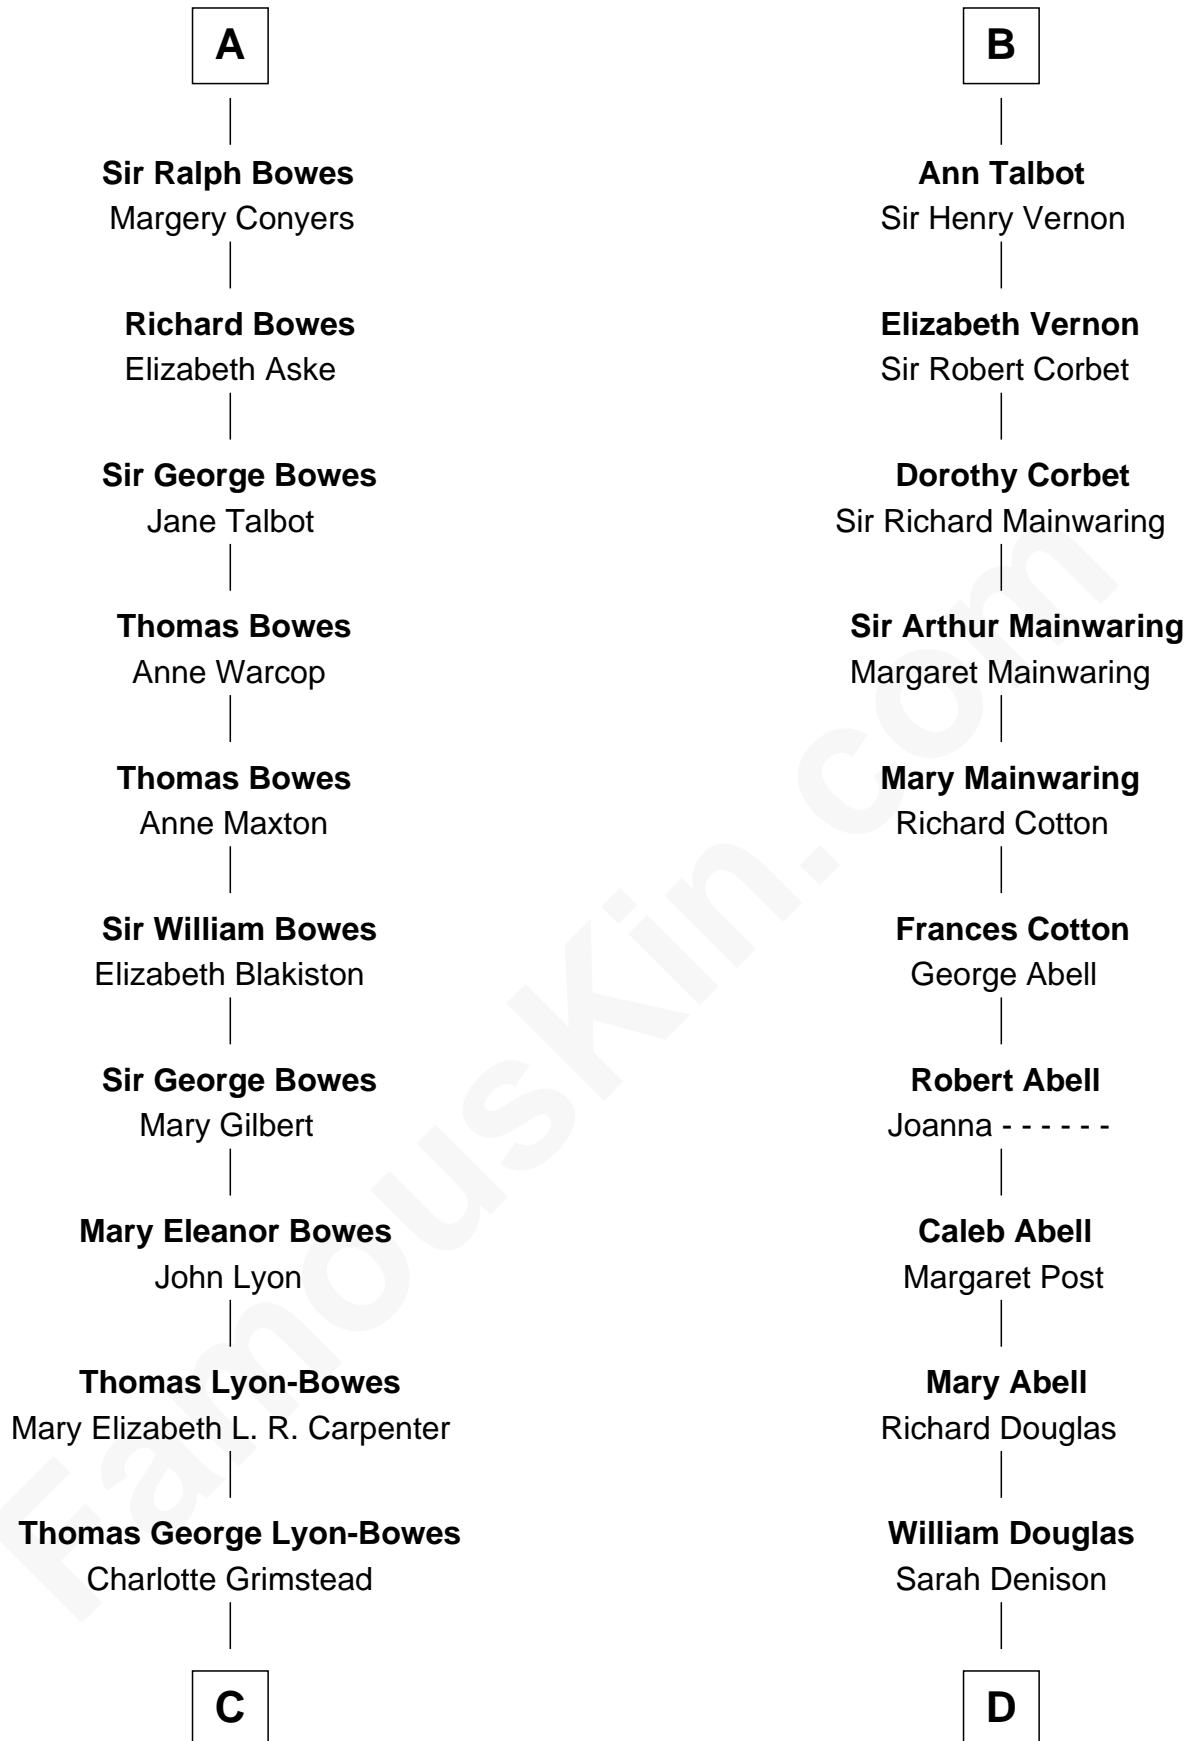 A
Sir Ralph Bowes
Margery Conyers
Richard Bowes
Elizabeth Aske
Sir George Bowes
Jane Talbot
Thomas Bowes
Anne Warcop
Thomas Bowes
Anne Maxton
Sir William Bowes
Elizabeth Blakiston
Sir George Bowes
Mary Gilbert
Mary Eleanor Bowes
John Lyon
Thomas Lyon-Bowes
Mary Elizabeth L. R. Carpenter
Thomas George Lyon-Bowes
Charlotte Grimstead
C
B
Ann Talbot
Sir Henry Vernon
Elizabeth Vernon
Sir Robert Corbet
Dorothy Corbet
Sir Richard Mainwaring
Sir Arthur Mainwaring
Margaret Mainwaring
Mary Mainwaring
Richard Cotton
Frances Cotton
George Abell
Robert Abell
Joanna - - - - - -
Caleb Abell
Margaret Post
Mary Abell
Richard Douglas
William Douglas
Sarah Denison
D
FamousKin.com